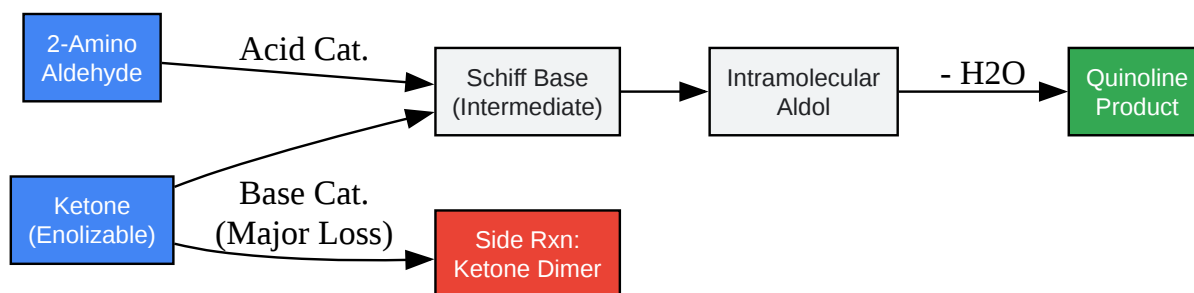 2-Amino
Aldehyde
Acid Cat.
Schiff Base
(Intermediate)
Intramolecular
Aldol
- H2O
Quinoline
Product
Ketone
(Enolizable)
Base Cat.
(Major Loss)
Side Rxn:
Ketone Dimer